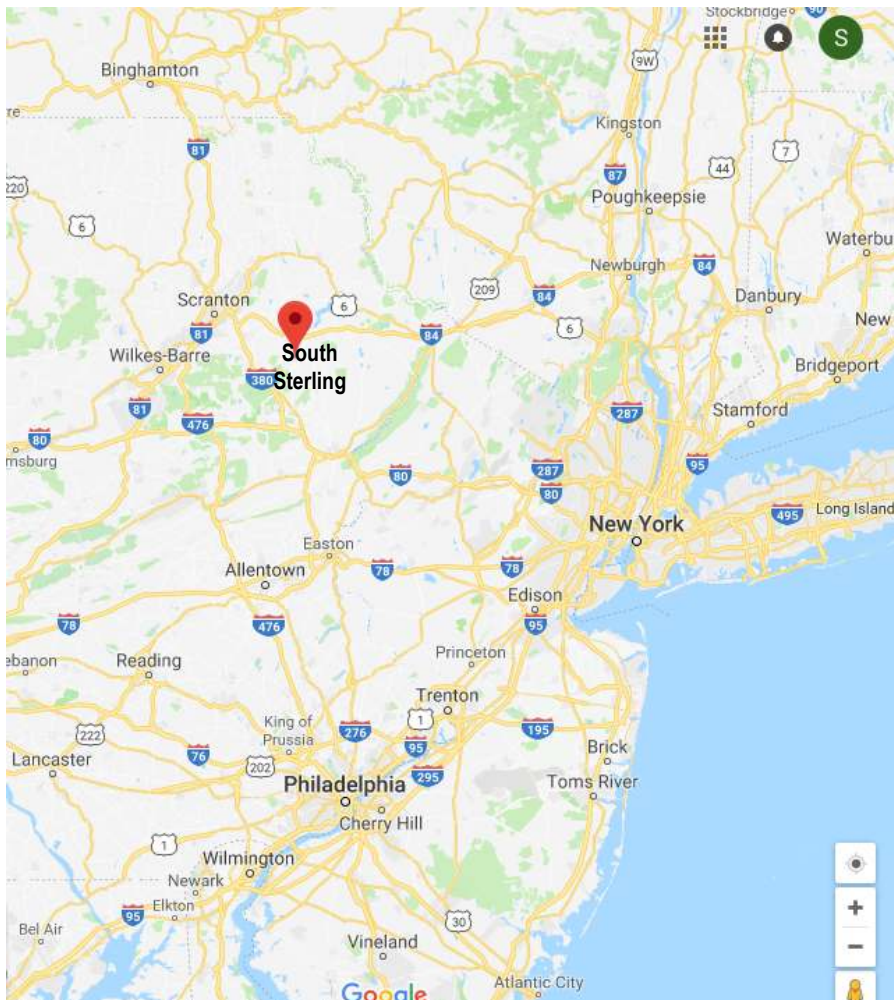 Stockbridge
90
S
Binghamton
9W
re
Kingston
81
7
87
44
220
Poughkeepsie
6
Waterbu
Newburgh
84
209
84
Danbury
Scranton
6
6
New
81
84
South
Wilkes-Barre
Sterling
380
Bridgeport
81
287
Stamford
476
80
msburg
95
287
80
80
New York
495
Long Island
Easton
78
78
Allentown
Edison
78
476
95
ebanon
Reading
Princeton
Trenton
King of
Prussia
276
1
195
222
76
202
95
Brick
Lancaster
295
Philadelphia
Toms River
Cherry Hill
1
Wilmington
Newark
Elkton
95
30
Bel Air
Vineland
Google
Atlantic City
+
−